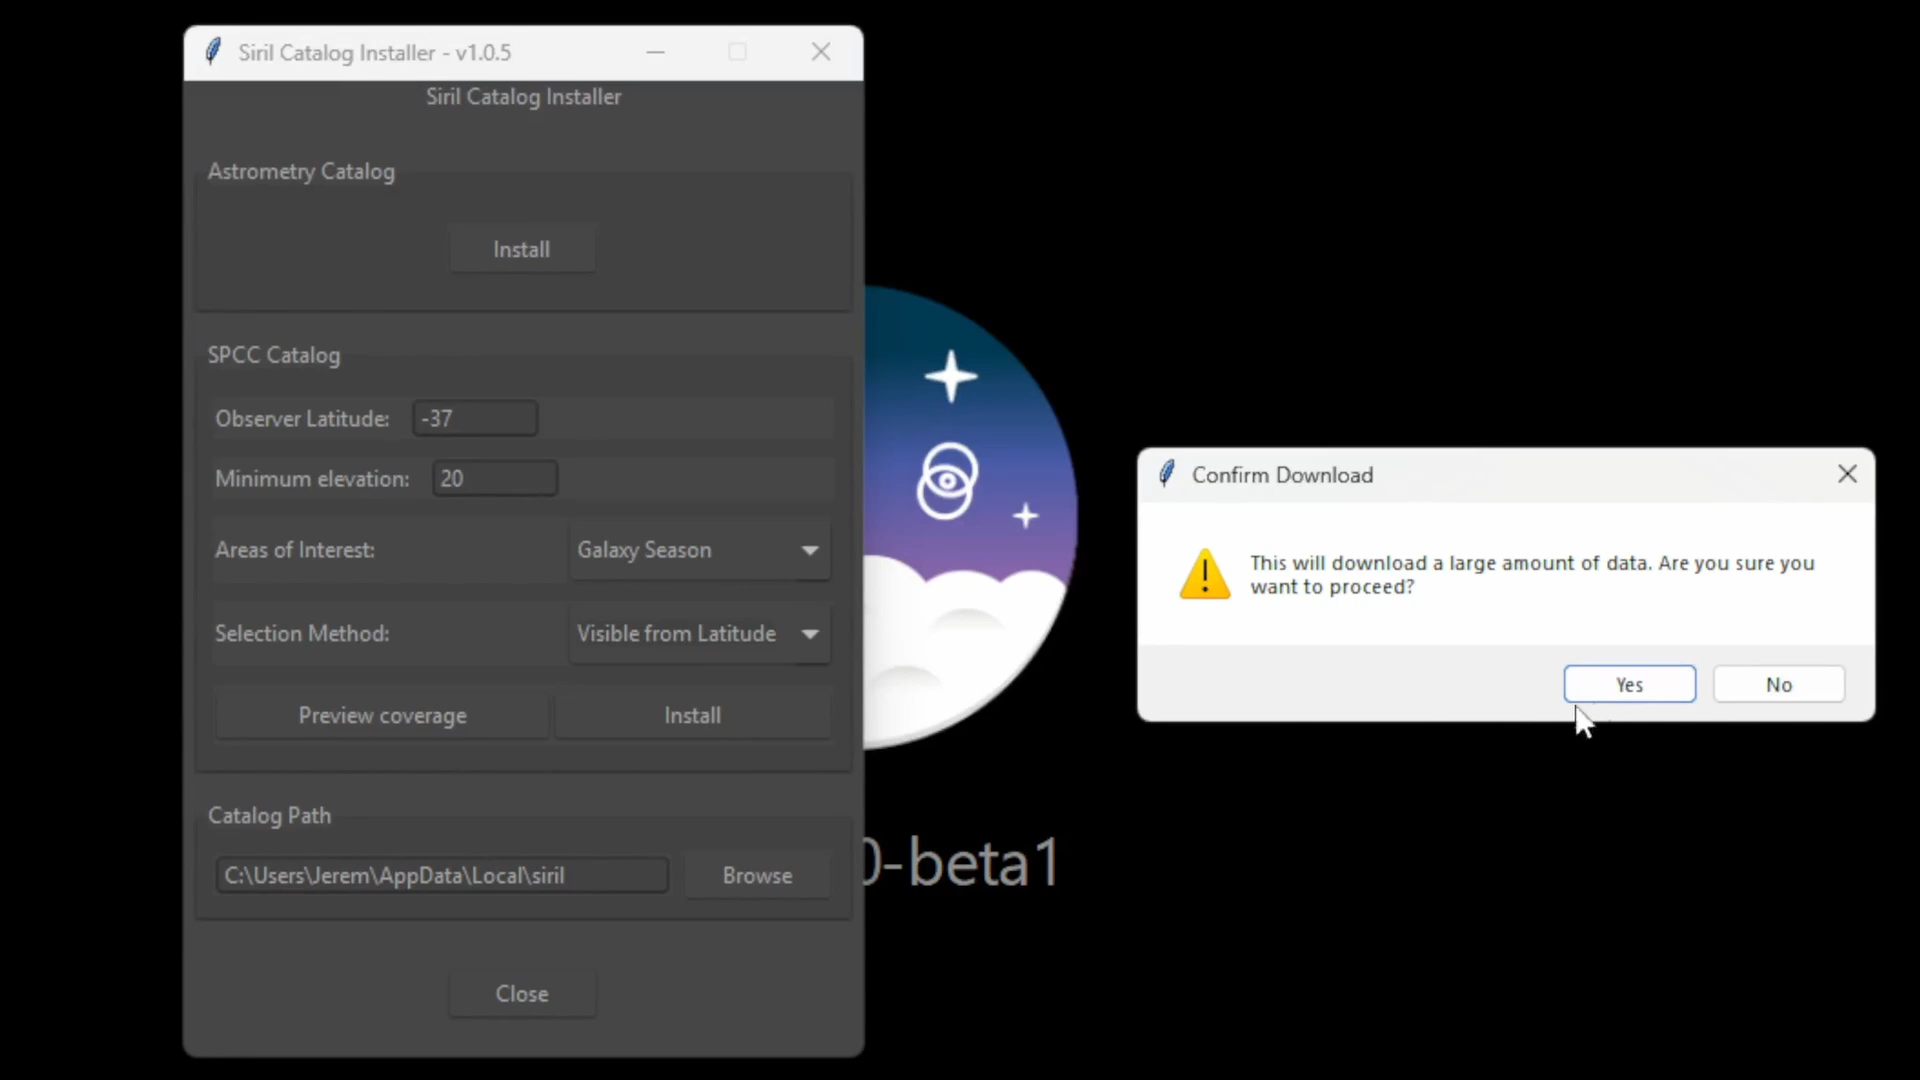 Siril Catalog Installer - v1.0.5
Siril Catalog Installer
Astrometry Catalog
Install
SPCC Catalog
Observer Latitude: -37
Minimum elevation: 20
Areas of Interest: Galaxy Season
Selection Method: Visible from Latitude
Preview coverage Install
Catalog Path
C:\Users\Jerem\AppData\Local\siril Browse
Close
0-beta1
Confirm Download
This will download a large amount of data. Are you sure you
want to proceed?
Yes No